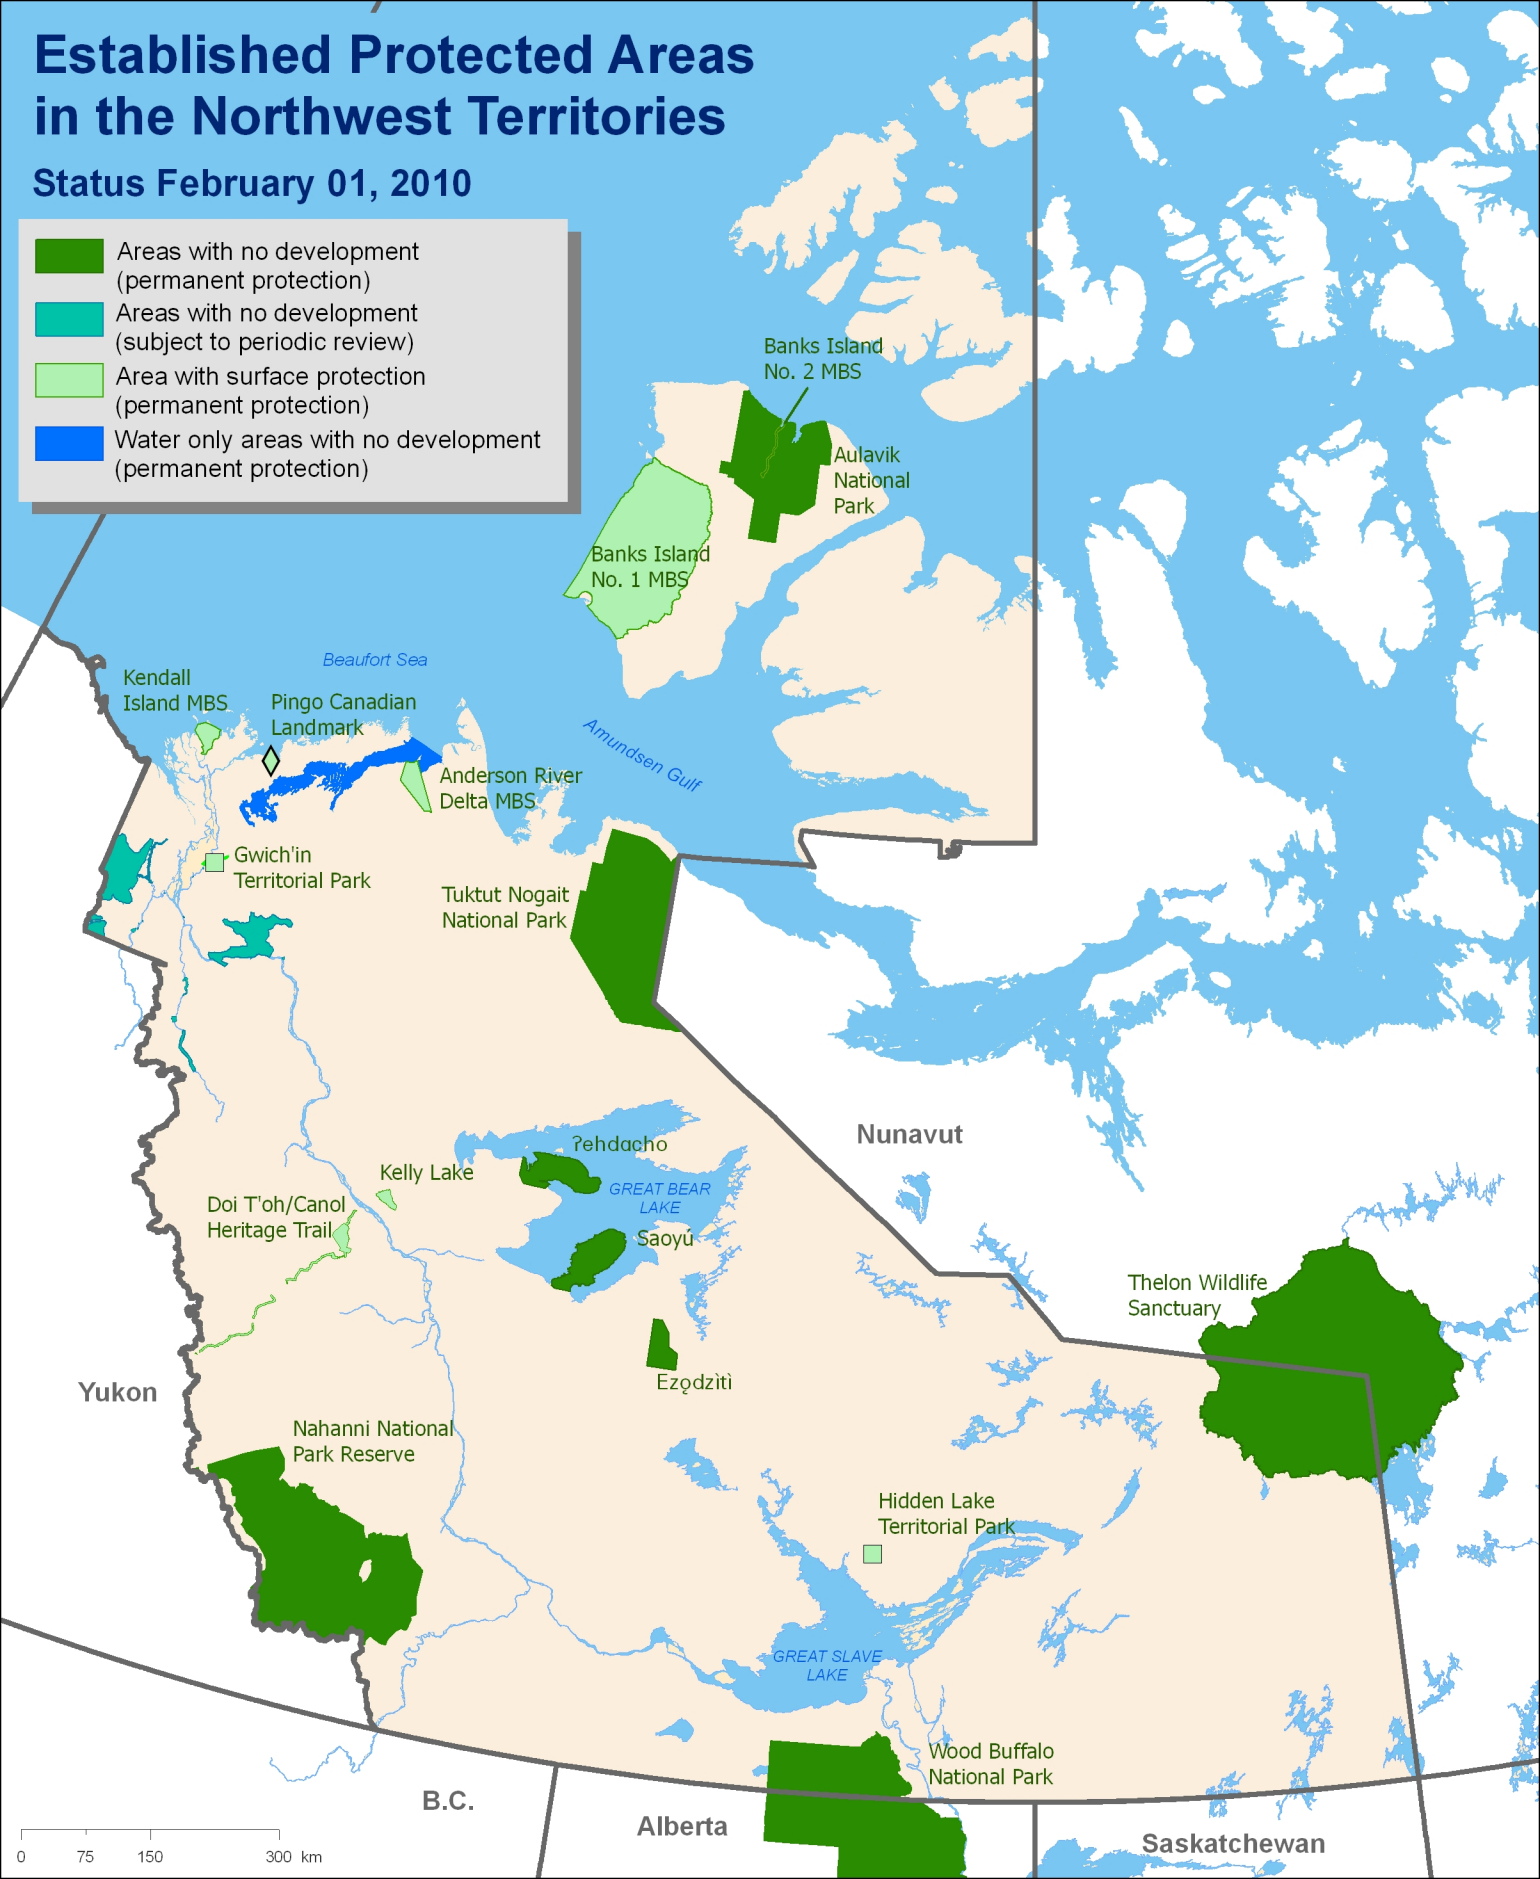 Established Protected Areas
in the Northwest Territories
Status February 01, 2010
Areas with no development
(permanent protection)
Areas with no development
(subject to periodic review)
Area with surface protection
(permanent protection)
Water only areas with no development
(permanent protection)
Banks Island
No. 2 MBS
Aulavik
National
Park
Banks Island
No. 1 MBS
Beaufort Sea
Kendall
Island MBS
Pingo Canadian
Landmark
Amundsen Gulf
Anderson River
Delta MBS
Gwich'in
Territorial Park
Tuktut Nogait
National Park
Nunavut
Ɂehdacho
Kelly Lake
GREAT BEAR
LAKE
Doi T'oh/Canol
Heritage Trail
Saoyú
Thelon Wildlife
Sanctuary
Ezǫdzìtì
Yukon
Nahanni National
Park Reserve
Hidden Lake
Territorial Park
GREAT SLAVE
LAKE
Wood Buffalo
National Park
B.C.
Alberta
Saskatchewan
0 75 150 300 km